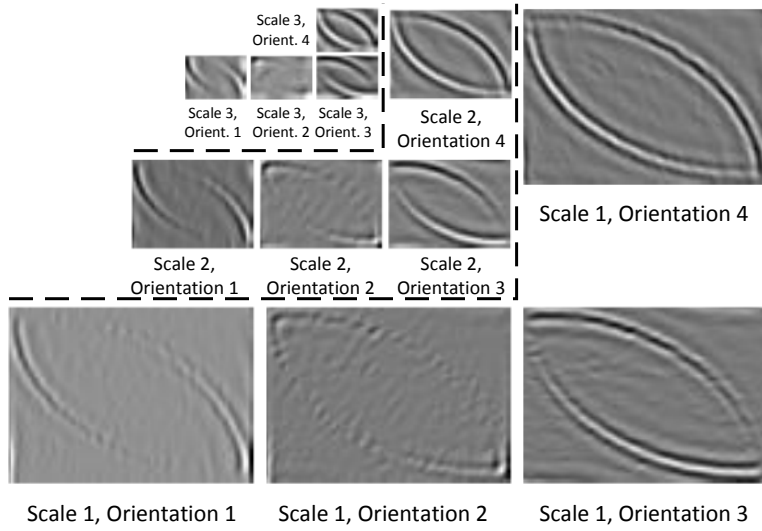 Scale 3,
Orient. 4
Scale 3,
Orient. 1
Scale 3,
Orient. 2
Scale 3,
Orient. 3
Scale 2,
Orientation 4
Scale 1, Orientation 4
Scale 2,
Orientation 1
Scale 2,
Orientation 2
Scale 2,
Orientation 3
Scale 1, Orientation 1
Scale 1, Orientation 2
Scale 1, Orientation 3